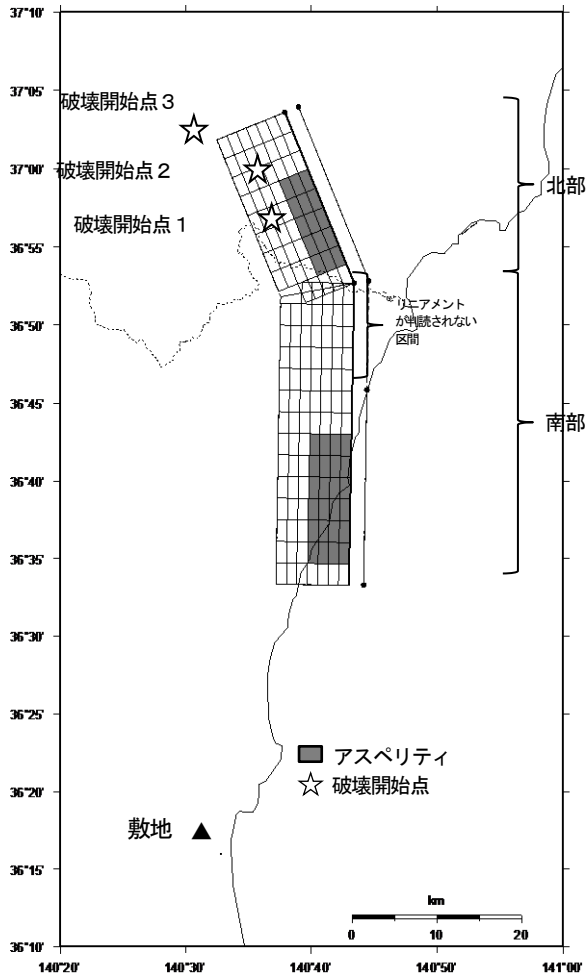 37°10'
37°05'
37°00'
36°55'
36°50'
36°45'
36°40'
36°35'
36°30'
36°25'
36°20'
36°15'
36°10'
破壊開始点3
破壊開始点2
破壊開始点1
北部
リニアメント
が判読されない
区間
南部
アスペリティ
破壊開始点
敷地
km
0 10 20
140°20' 140°30' 140°40' 140°50' 141°00'